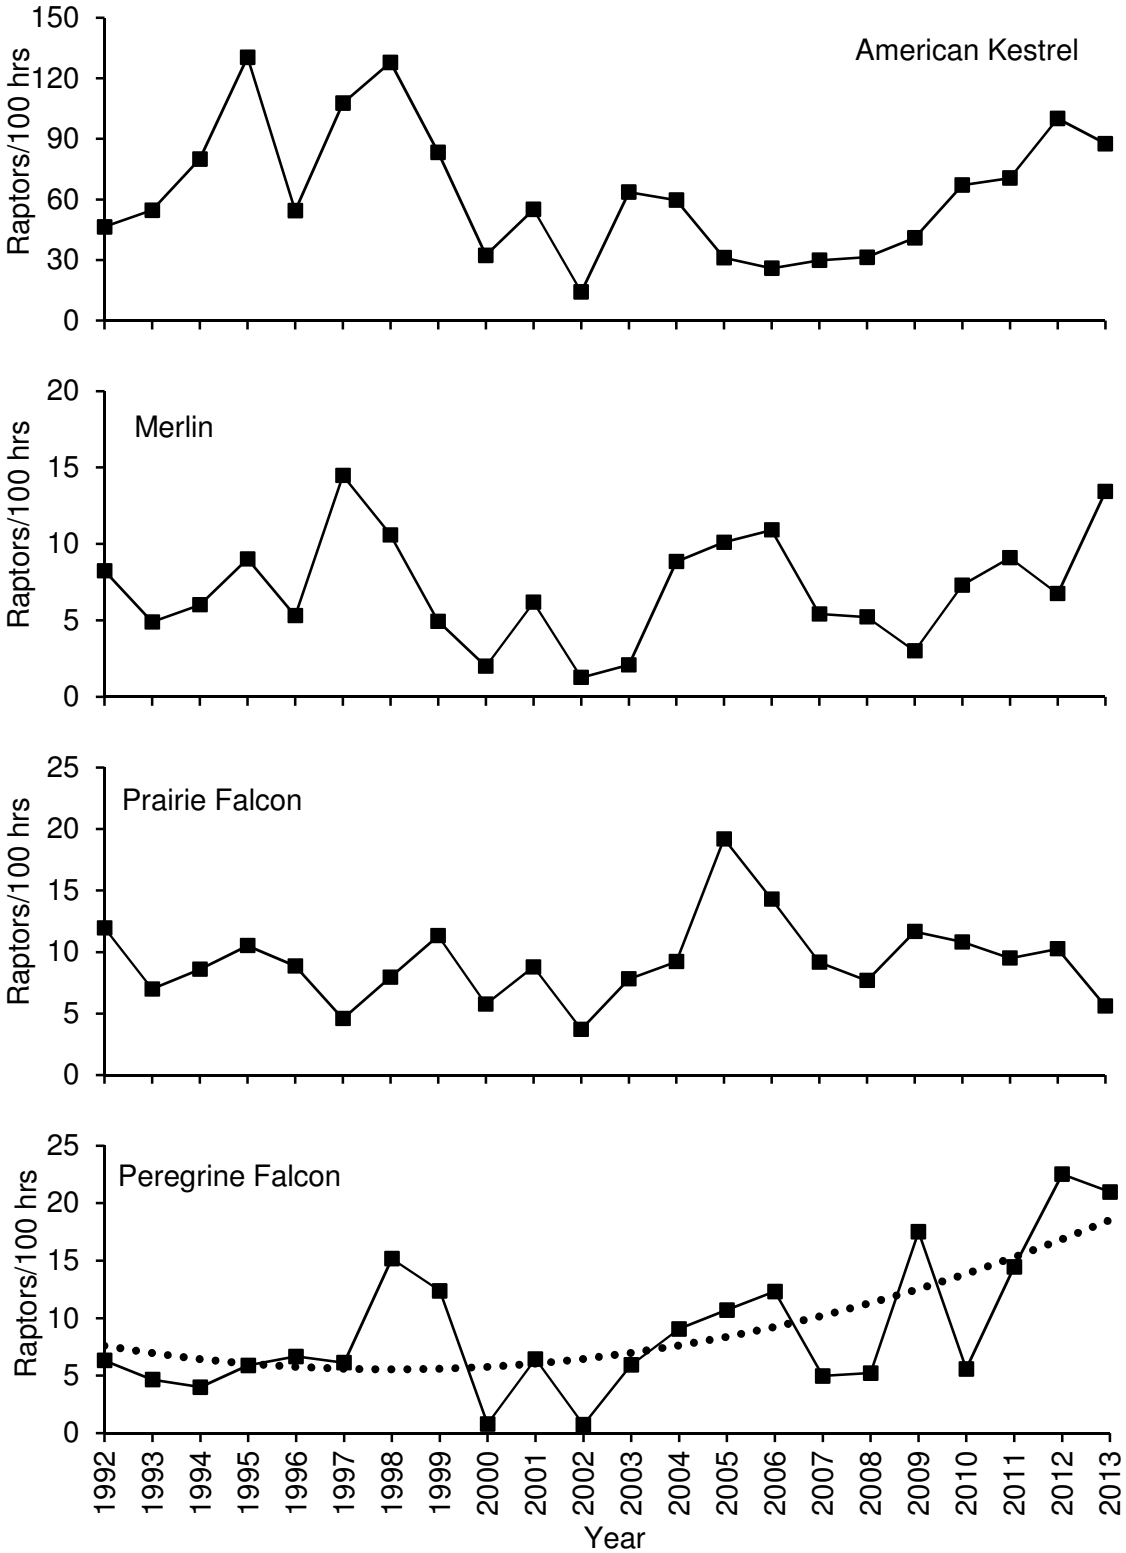 150
American Kestrel
120
90
60
30
0
Raptors/100 hrs
20
Merlin
15
10
5
0
Raptors/100 hrs
25
Prairie Falcon
20
15
10
5
0
Raptors/100 hrs
25
Peregrine Falcon
20
15
10
5
0
Raptors/100 hrs
1992 1993 1994 1995 1996 1997 1998 1999 2000 2001 2002 2003 2004 2005 2006 2007 2008 2009 2010 2011 2012 2013
Year